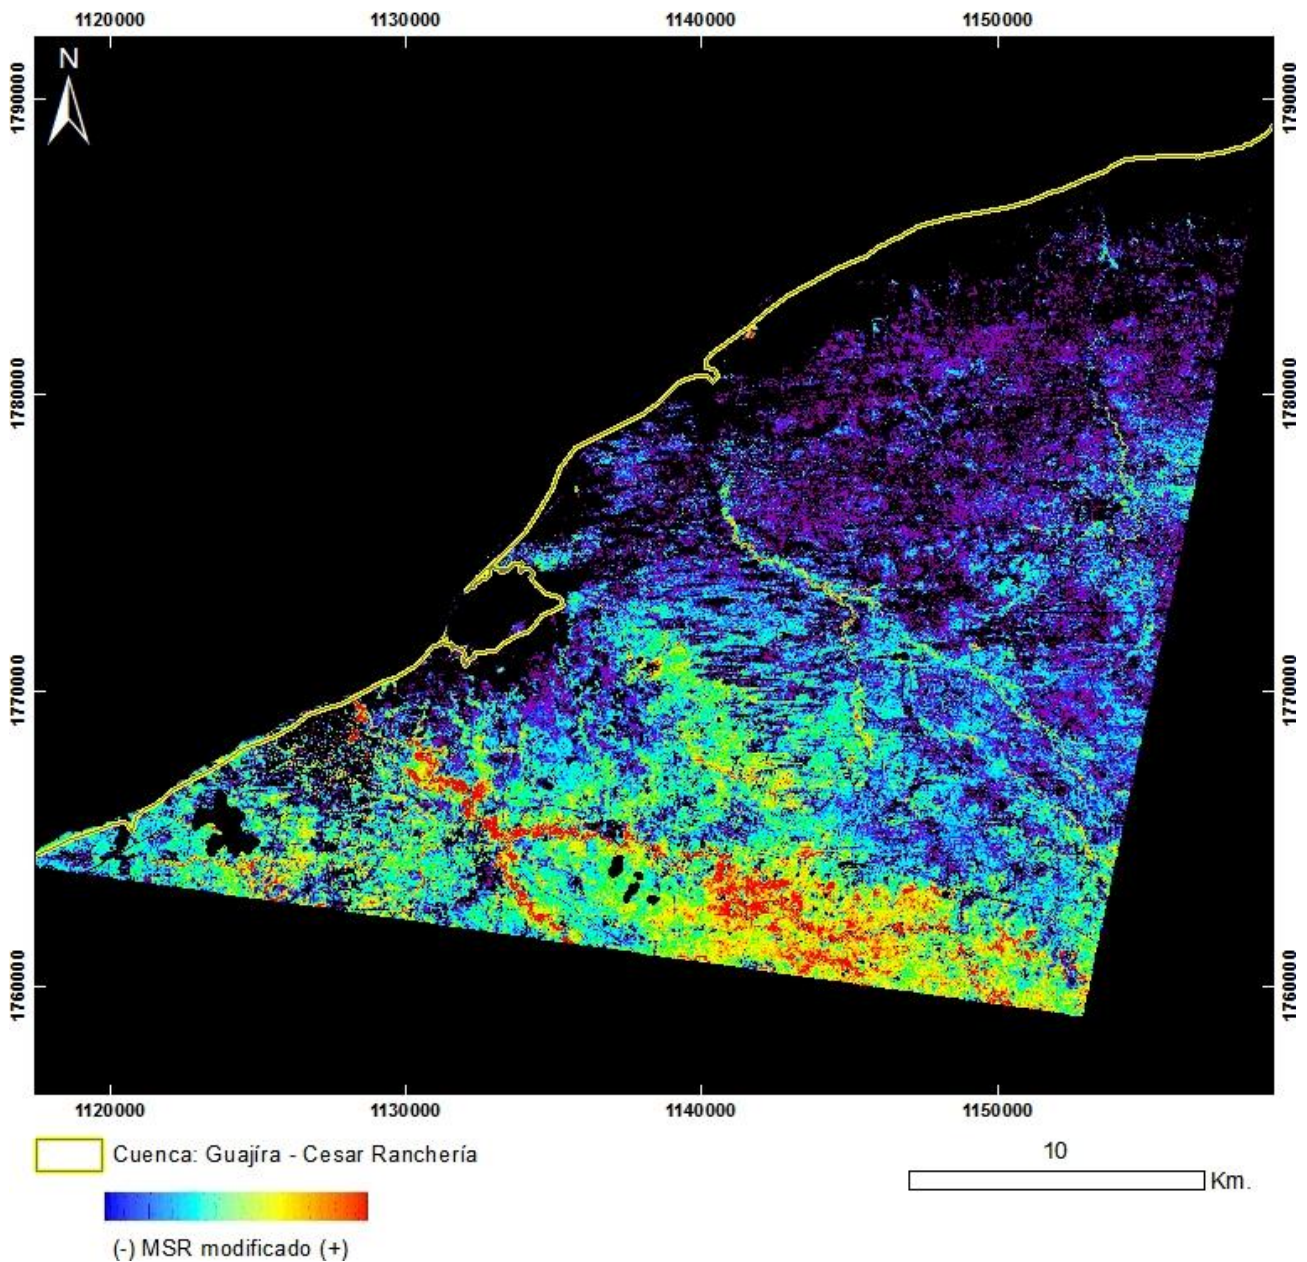 1120000 1130000 1140000 1150000
N
1790000 1790000
1780000 1780000
1770000 1770000
1760000 1760000
1120000 1130000 1140000 1150000
Cuenca: Guajíra - Cesar Ranchería
10
Km.
(-) MSR modificado (+)